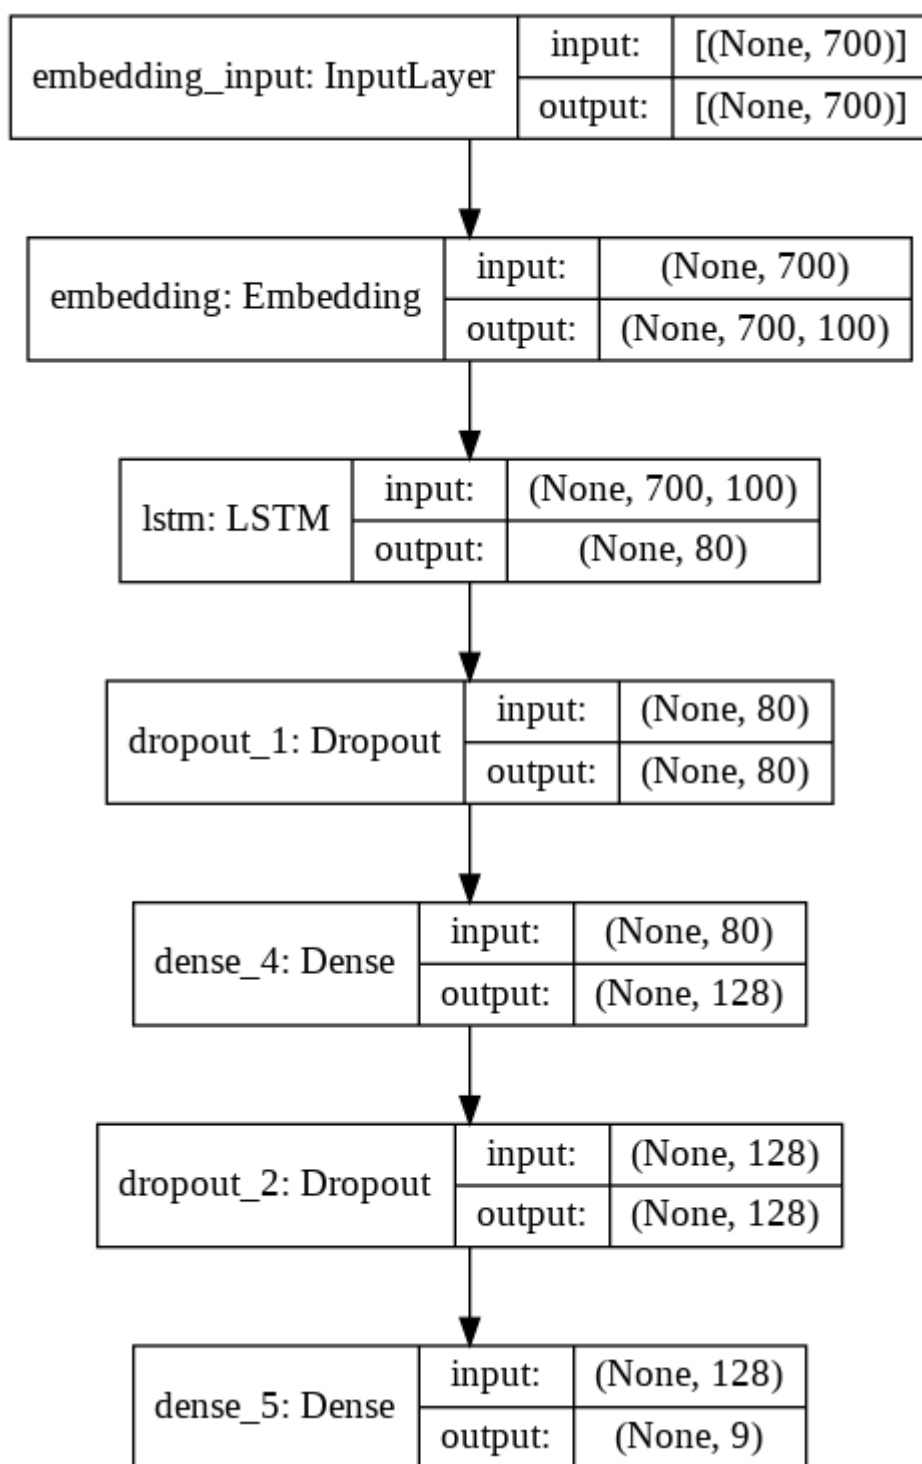 embedding_input: InputLayer
input: [(None, 700)]
output: [(None, 700)]
embedding: Embedding
input: (None, 700)
output: (None, 700, 100)
lstm: LSTM
input: (None, 700, 100)
output: (None, 80)
dropout_1: Dropout
input: (None, 80)
output: (None, 80)
dense_4: Dense
input: (None, 80)
output: (None, 128)
dropout_2: Dropout
input: (None, 128)
output: (None, 128)
dense_5: Dense
input: (None, 128)
output: (None, 9)